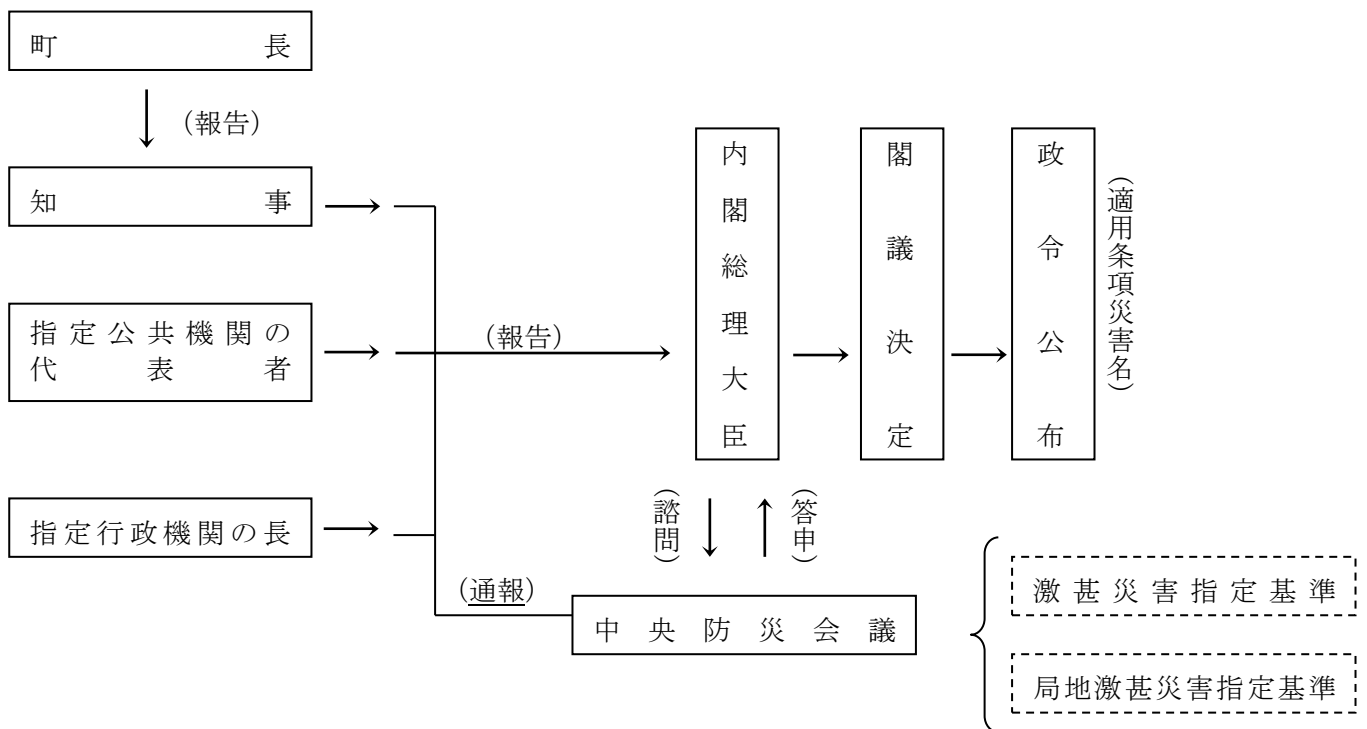 町長
(報告)
知事
指定公共機関の
代表者
指定行政機関の長
(報告)
(通報)
内閣総理大臣
閣議決定
政令公布
(適用条項災害名)
(諮問)
(答申)
中央防災会議
激甚災害指定基準
局地激甚災害指定基準